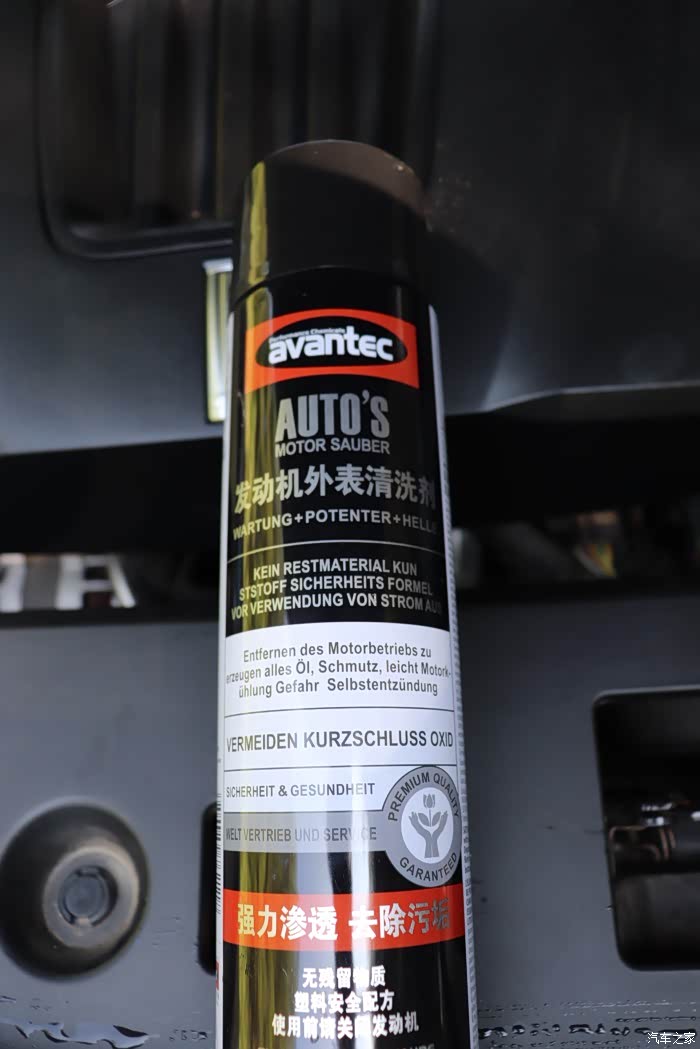 Performance Chemicals
avantec
AUTO'S
MOTOR SAUBER
发动机外表清洗剂
WARTUNG+POTENTER+HELL
KEIN RESTMATERIAL KUN
STSTOFF SICHERHEITS FORMEL
VOR VERWENDUNG VON STROM AUS
Entfernen des Motorbetriebs zu
erzeugen alles Öl, Schmutz, leicht Motork-
ühlung Gefahr Selbstentzündung
VERMEIDEN KURZSCHLUSS OXID
SICHERHEIT & GESUNDHEIT
WELT VERTRIEB UND SERVICE
PREMIUM QUALITY
GARANTEED
强力渗透 去除污垢
无残留物质
塑料安全配方
使用前请关闭发动机
汽车之家